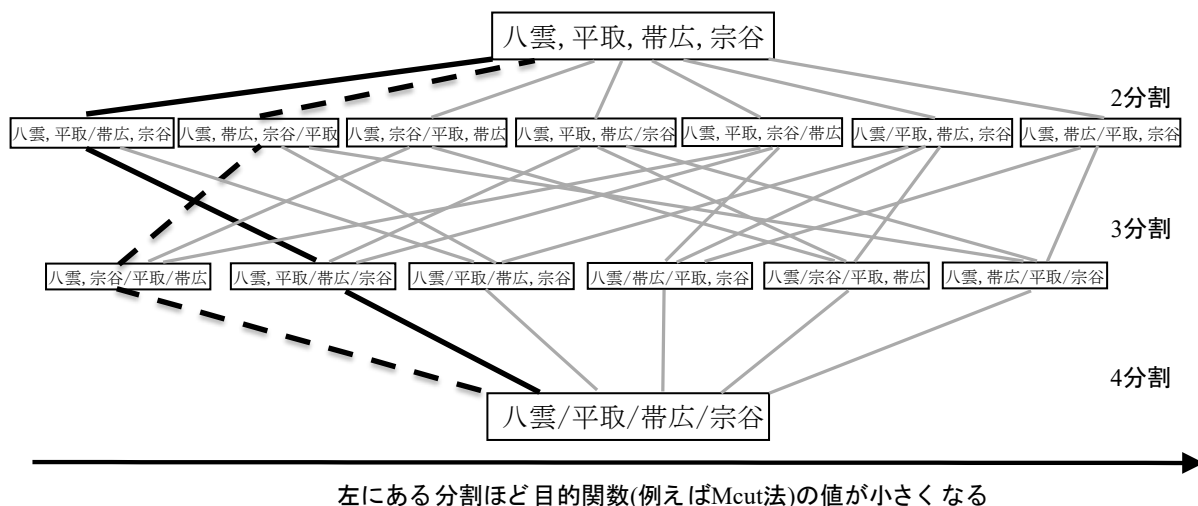 八雲, 平取, 帯広, 宗谷
2分割
八雲, 平取/帯広, 宗谷
八雲, 帯広, 宗谷/平取
八雲, 宗谷/平取, 帯広
八雲, 平取, 帯広/宗谷
八雲, 平取, 宗谷/帯広
八雲/平取, 帯広, 宗谷
八雲, 帯広/平取, 宗谷
3分割
八雲, 宗谷/平取/帯広
八雲, 平取/帯広/宗谷
八雲/平取/帯広, 宗谷
八雲/帯広/平取, 宗谷
八雲/宗谷/平取, 帯広
八雲, 帯広/平取/宗谷
4分割
八雲/平取/帯広/宗谷
左にある分割ほど目的関数(例えばMcut法)の値が小さくなる